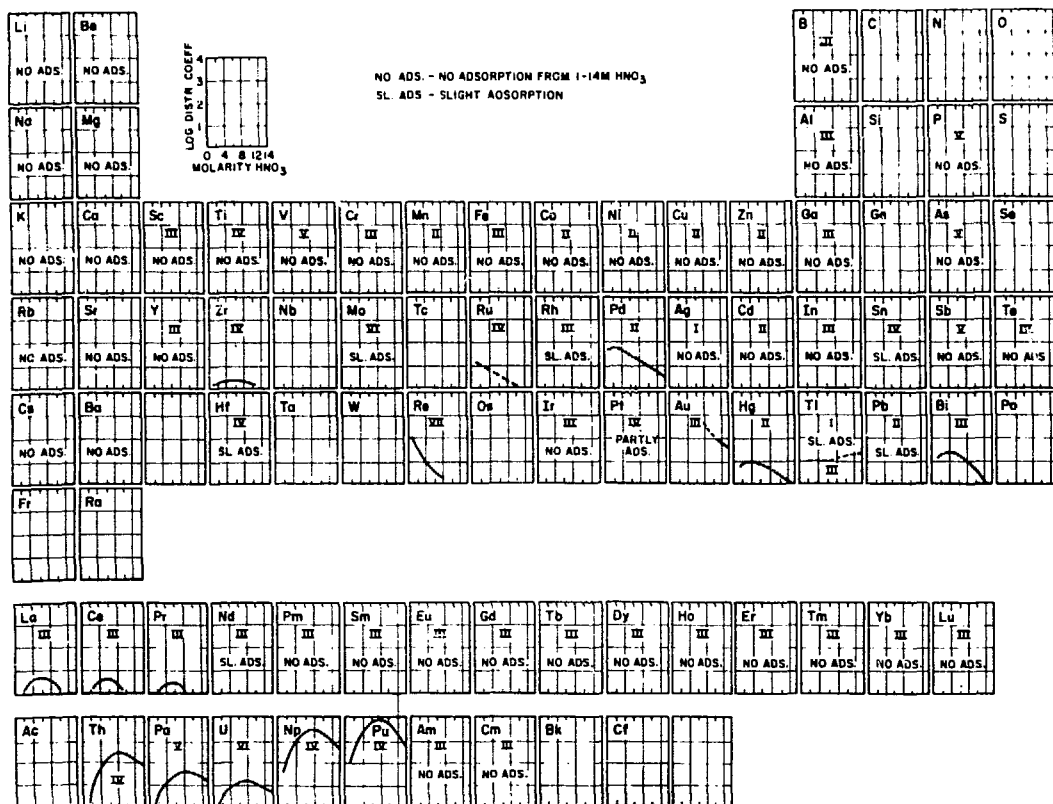 Li Be B C N O
II
NO ADS. NO ADS. NO ADS.
LOG DISTR COEFF
4
3
2
1
0 4 8 12 14
MOLARITY HNO3
NO ADS. - NO ADSORPTION FROM 1-14M HNO3
SL. ADS - SLIGHT ADSORPTION
Na Mg Al Si P S
III V
NO ADS. NO ADS. NO ADS. NO ADS.
K Ca Sc Ti V Cr Mn Fe Co Ni Cu Zn Ga Gn As Se
III IV V III II III II II II II III V
NO ADS. NO ADS. NO ADS. NO ADS. NO ADS. NO ADS. NO ADS. NO ADS. NO ADS. NO ADS. NO ADS. NO ADS. NO ADS. NO ADS.
Rb Sr Y Zr Nb Mo Tc Ru Rh Pd Ag Cd In Sn Sb Te
III IV VI IV III II I II III IV V IV
NO ADS. NO ADS. NO ADS. SL. ADS. SL. ADS. NO ADS. NO ADS. NO ADS. SL. ADS. NO ADS. NO ADS
Cs Ba Hf Ta W Re Os Ir Pt Au Hg Tl Pb Bi Po
IV VII III IV III II I II III
NO ADS. NO ADS. SL. ADS. NO ADS. PARTLY ADS. SL. ADS. SL. ADS.
III
Fr Ra
La Ce Pr Nd Pm Sm Eu Gd Tb Dy Ho Er Tm Yb Lu
III III III III III III III III III III III III III III III
SL. ADS. NO ADS. NO ADS. NO ADS. NO ADS. NO ADS. NO ADS. NO ADS. NO ADS. NO ADS. NO ADS. NO ADS.
Ac Th Pa U Np Pu Am Cm Bk Cf
IV V VI IV IV III III
NO ADS. NO ADS.